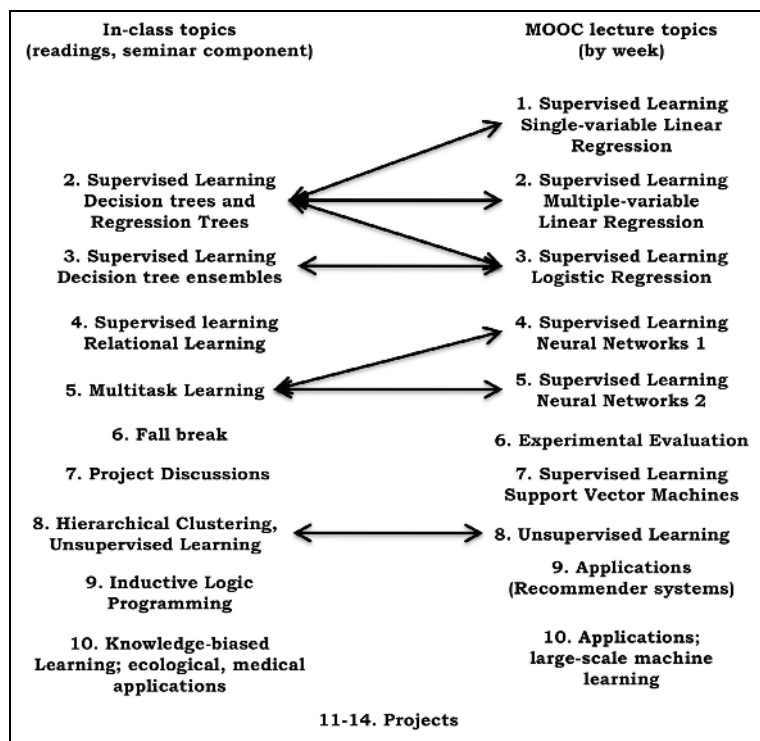 In-class topics
(readings, seminar component)
2. Supervised Learning
Decision trees and
Regression Trees
3. Supervised Learning
Decision tree ensembles
4. Supervised learning
Relational Learning
5. Multitask Learning
6. Fall break
7. Project Discussions
8. Hierarchical Clustering,
Unsupervised Learning
9. Inductive Logic
Programming
10. Knowledge-biased
Learning; ecological, medical
applications
MOOC lecture topics
(by week)
1. Supervised Learning
Single-variable Linear
Regression
2. Supervised Learning
Multiple-variable
Linear Regression
3. Supervised Learning
Logistic Regression
4. Supervised Learning
Neural Networks 1
5. Supervised Learning
Neural Networks 2
6. Experimental Evaluation
7. Supervised Learning
Support Vector Machines
8. Unsupervised Learning
9. Applications
(Recommender systems)
10. Applications;
large-scale machine
learning
11-14. Projects